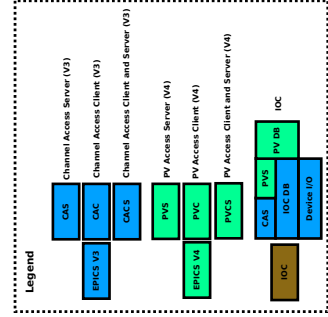 Legend
EPICS V3
CAS
Channel Access Server (V3)
CAC
Channel Access Client (V3)
CACS
Channel Access Client and Server (V3)
EPICS V4
PVS
PV Access Server (V4)
PVC
PV Access Client (V4)
PVCS
PV Access Client and Server (V4)
IOC
CAS
PVS
PV DB
IOC DB
Device I/O
IOC